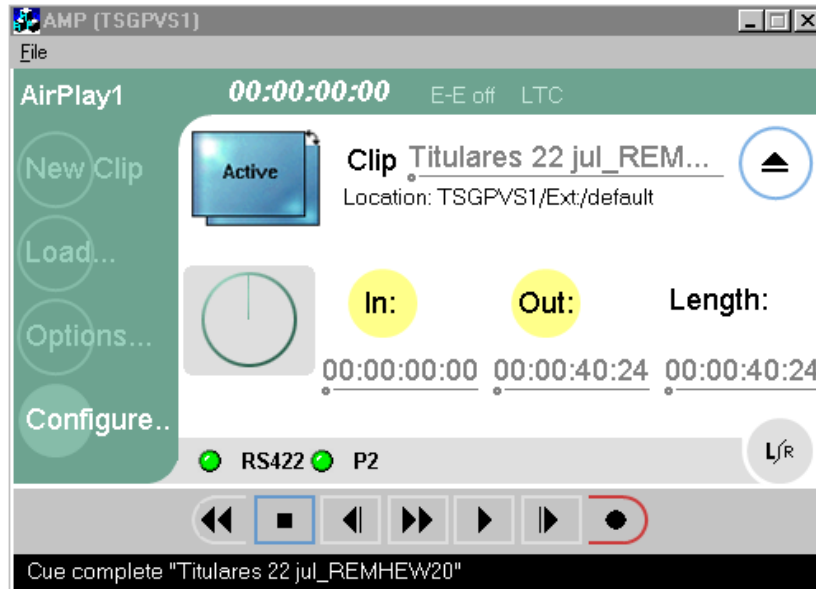 AMP (TSGPVS1)
File
AirPlay1 00:00:00:00 E-E off LTC
New Clip
Active
Clip Titulares 22 jul_REM...
Location: TSGPVS1/Ext:/default
Load...
Options...
In: Out: Length:
00:00:00:00 00:00:40:24 00:00:40:24
Configure..
RS422 P2
L/R
Cue complete "Titulares 22 jul_REMHEW20"